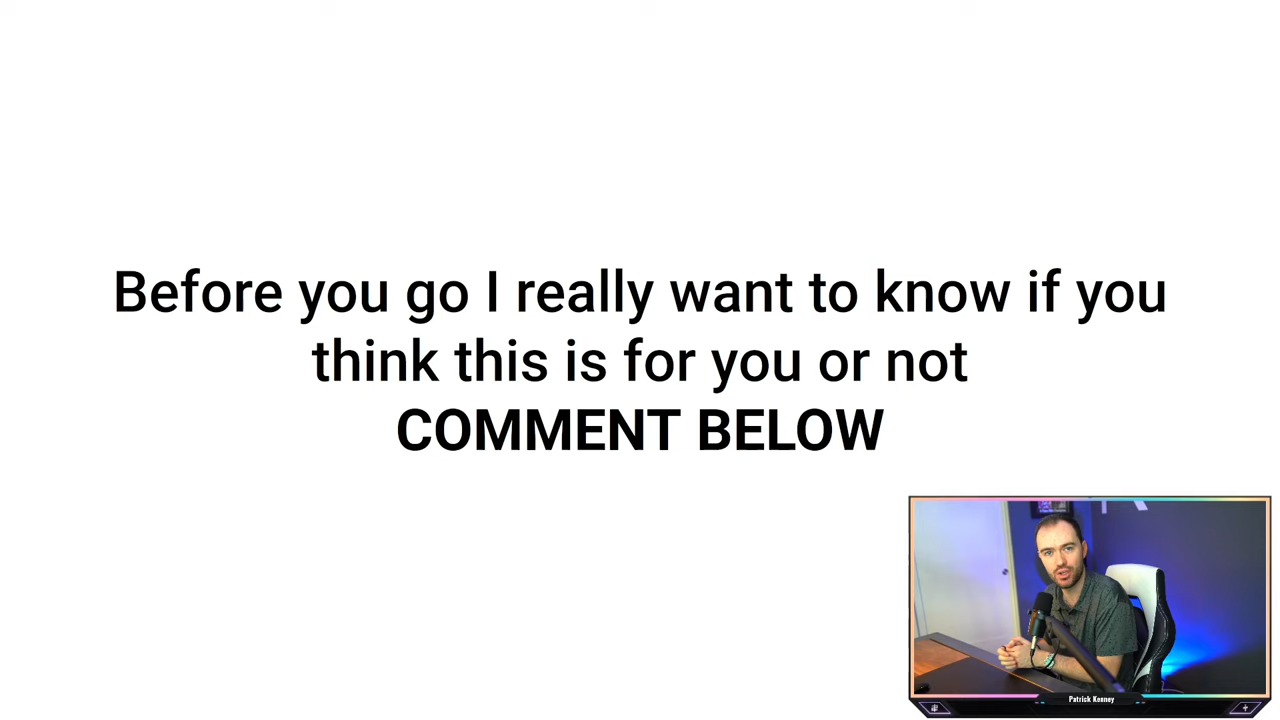 Before you go I really want to know if you
think this is for you or not
COMMENT BELOW
Patrick Keeney